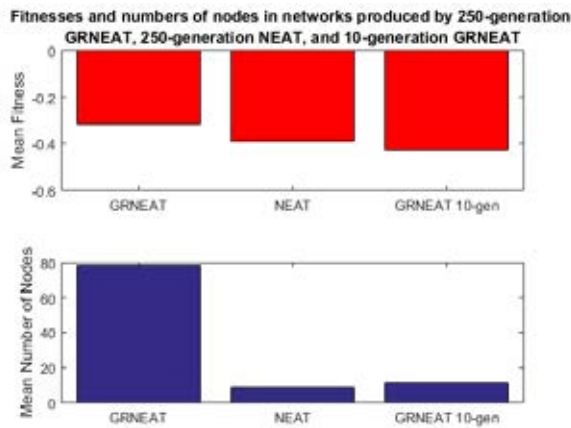 Fitnesses and numbers of nodes in networks produced by 250-generation
GRNEAT, 250-generation NEAT, and 10-generation GRNEAT
Mean Fitness
0
-0.2
-0.4
-0.6
GRNEAT NEAT GRNEAT 10-gen
Mean Number of Nodes
80
60
40
20
0
GRNEAT NEAT GRNEAT 10-gen